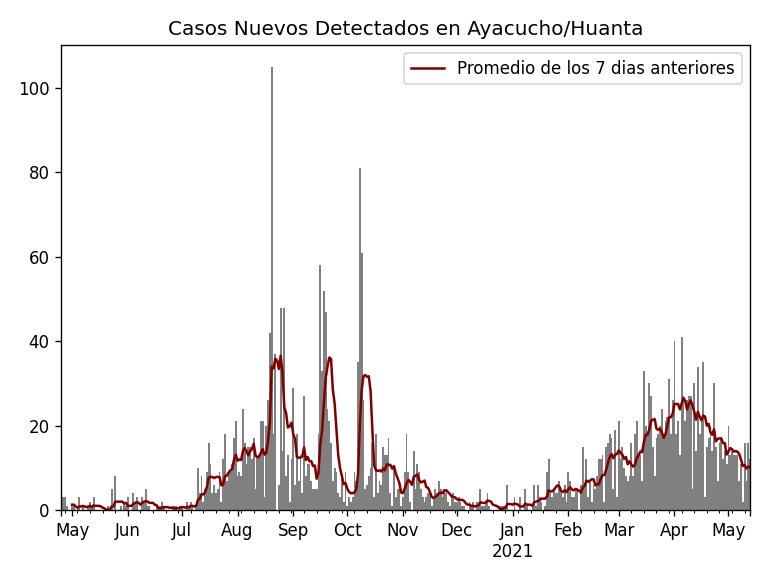 Casos Nuevos Detectados en Ayacucho/Huanta
Promedio de los 7 dias anteriores
100
80
60
40
20
0
May Jun Jul Aug Sep Oct Nov Dec Jan Feb Mar Apr May
2021